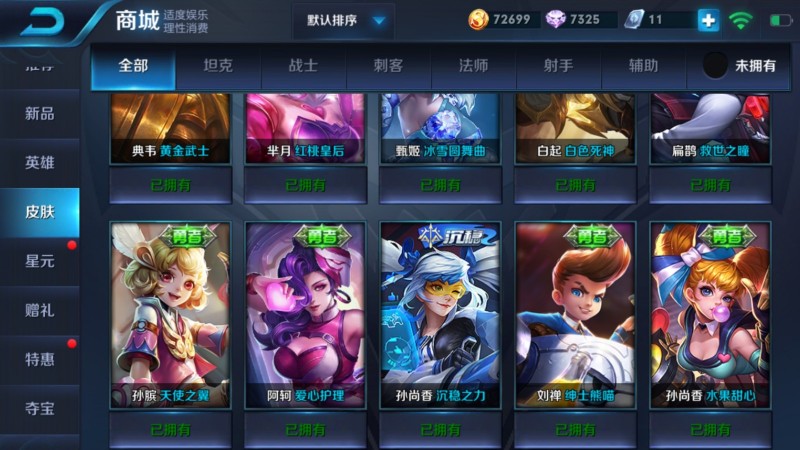 商城
适度娱乐
理性消费
默认排序
72699
7325
11
全部
坦克
战士
刺客
法师
射手
辅助
未拥有
推荐
新品
英雄
皮肤
星元
赠礼
特惠
夺宝
典韦 黄金武士
芈月 红桃皇后
甄姬 冰雪圆舞曲
白起 白色死神
扁鹊 救世之瞳
已拥有
已拥有
已拥有
已拥有
已拥有
勇者
勇者
沉稳
勇者
勇者
孙膑 天使之翼
阿轲 爱心护理
孙尚香 沉稳之力
刘禅 绅士熊喵
孙尚香 水果甜心
已拥有
已拥有
已拥有
已拥有
已拥有